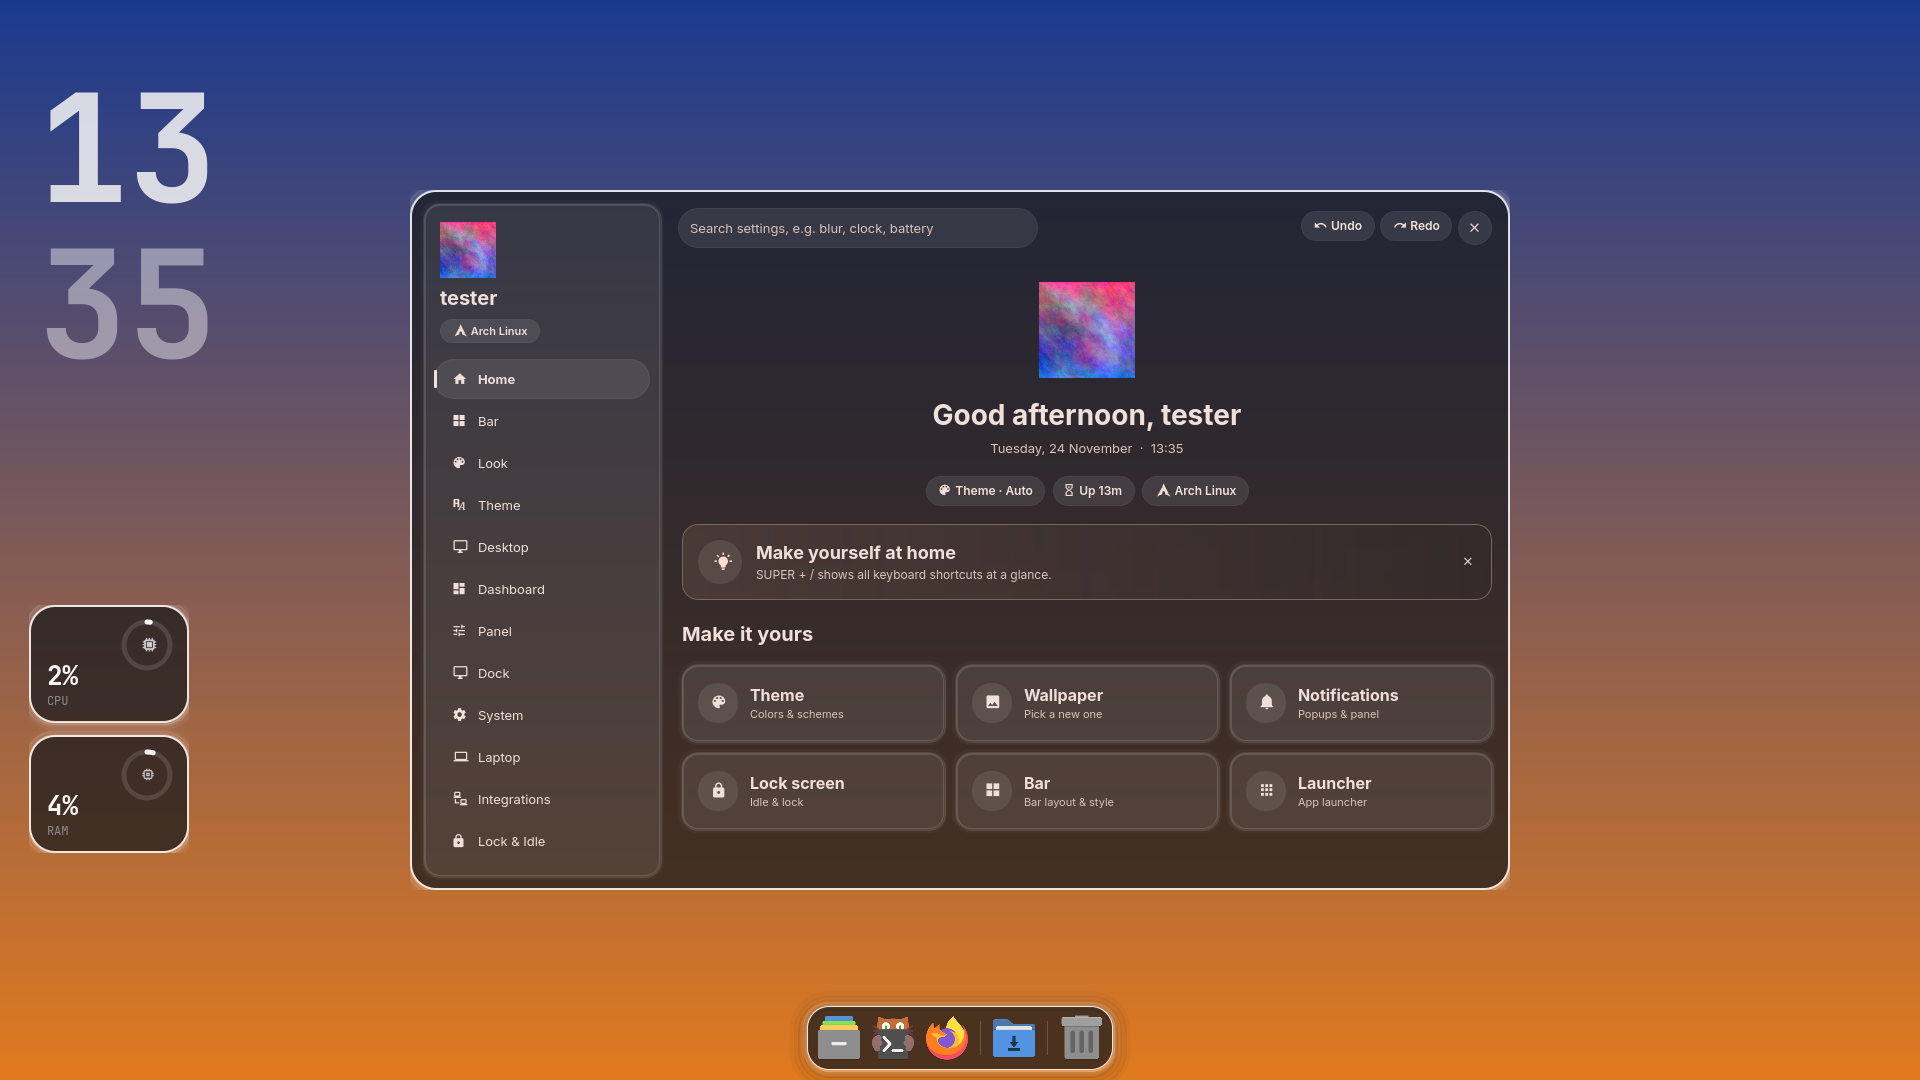 13
35
2%
CPU
4%
RAM
tester
Arch Linux
Home
Bar
Look
Theme
Desktop
Dashboard
Panel
Dock
System
Laptop
Integrations
Lock & Idle
Search settings, e.g. blur, clock, battery
Undo
Redo
Good afternoon, tester
Tuesday, 24 November · 13:35
Theme · Auto
Up 13m
Arch Linux
Make yourself at home
SUPER + / shows all keyboard shortcuts at a glance.
Make it yours
Theme
Colors & schemes
Wallpaper
Pick a new one
Notifications
Popups & panel
Lock screen
Idle & lock
Bar
Bar layout & style
Launcher
App launcher